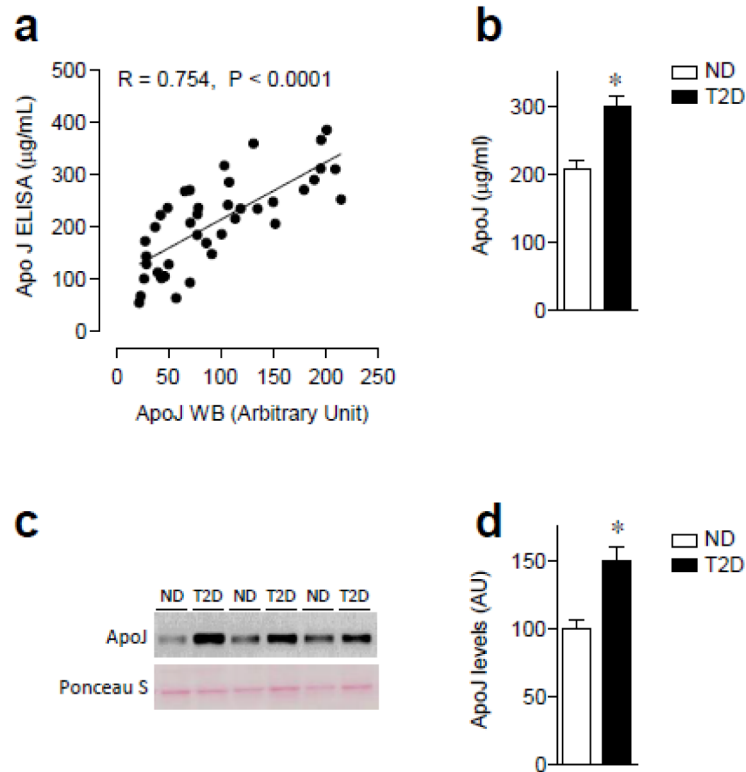 a
R = 0.754, P < 0.0001
500
400
300
200
100
0
Apo J ELISA (µg/mL)
0 50 100 150 200 250
ApoJ WB (Arbitrary Unit)
b
*
ND
T2D
300
200
100
0
ApoJ (µg/ml)
c
ND T2D ND T2D ND T2D
ApoJ
Ponceau S
d
*
ND
T2D
150
100
50
0
ApoJ levels (AU)